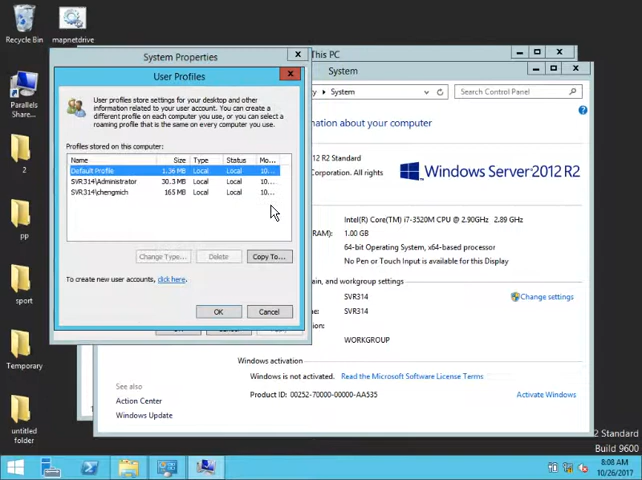 Recycle Bin
mapnetdrive
Parallels
Share...
2
pp
sport
Temporary
untitled
folder
This PC
System Properties
System
User Profiles
System
Search Control Panel
User profiles store settings for your desktop and other
information related to your user account. You can create a
different profile on each computer you use, or you can select a
roaming profile that is the same on every computer you use.
Profiles stored on this computer:
Name Size Type Status Mo...
Default Profile 1.36 MB Local Local 10...
SVR314\Administrator 30.3 MB Local Local 10...
SVR314\chengmich 165 MB Local Local 10...
Change Type... Delete Copy To...
To create new user accounts, click here.
OK Cancel
formation about your computer
2 Standard
All rights
Windows Server 2012 R2
Intel(R) Core(TM) i7-3520M CPU @ 2.90GHz 2.89 GHz
RAM): 1.00 GB
64-bit Operating System, x64-based processor
No Pen or Touch Input is available for this Display
, and workgroup settings
SVR314
Change settings
SVR314
WORKGROUP
Windows activation
Windows is not activated. Read the Microsoft Software License Terms
Product ID: 00252-70000-00000-AA535
Activate Windows
See also
Action Center
Windows Update
2 Standard
Build 9600
8:08 AM
10/26/2017